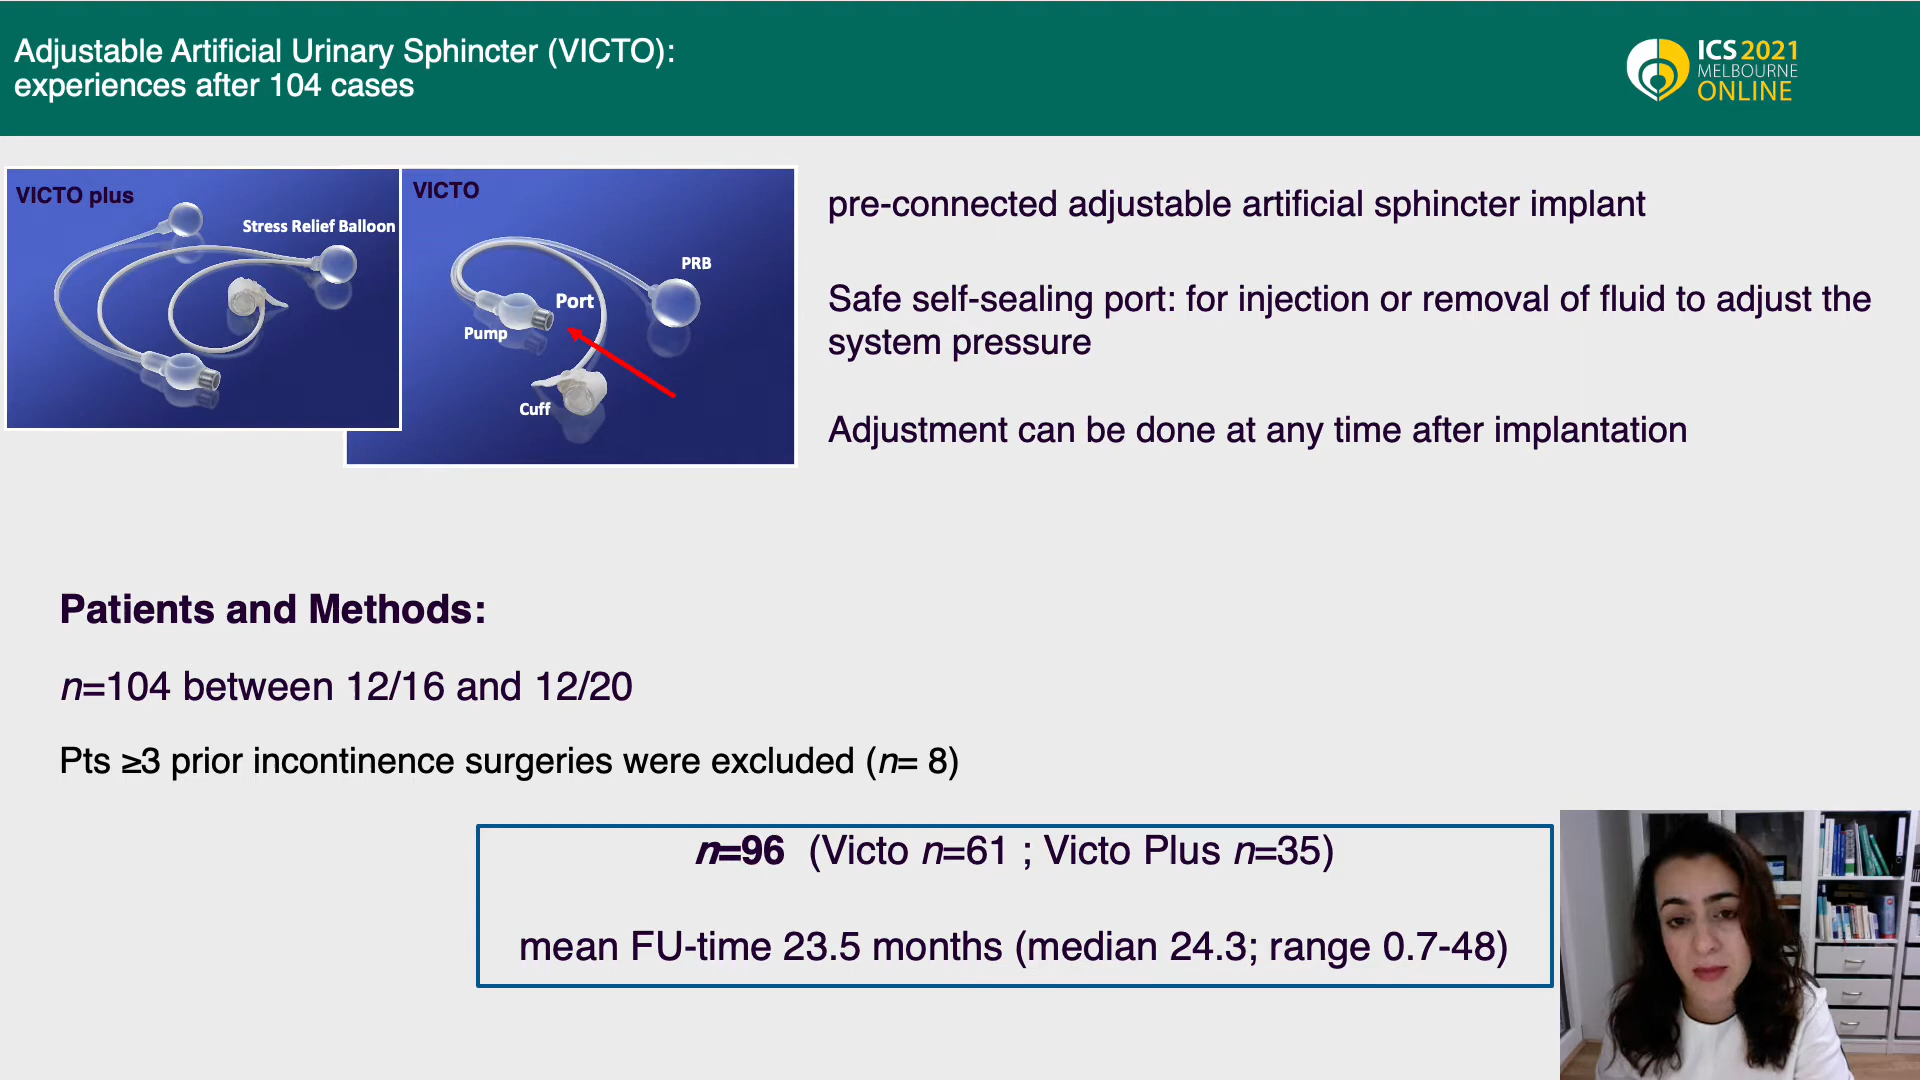 Adjustable Artificial Urinary Sphincter (VICTO):
experiences after 104 cases
ICS 2021
MELBOURNE
ONLINE
VICTO plus
Stress Relief Balloon
VICTO
PRB
Port
Pump
Cuff
pre-connected adjustable artificial sphincter implant
Safe self-sealing port: for injection or removal of fluid to adjust the
system pressure
Adjustment can be done at any time after implantation
Patients and Methods:
n=104 between 12/16 and 12/20
Pts ≥3 prior incontinence surgeries were excluded (n= 8)
n=96 (Victo n=61 ; Victo Plus n=35)
mean FU-time 23.5 months (median 24.3; range 0.7-48)